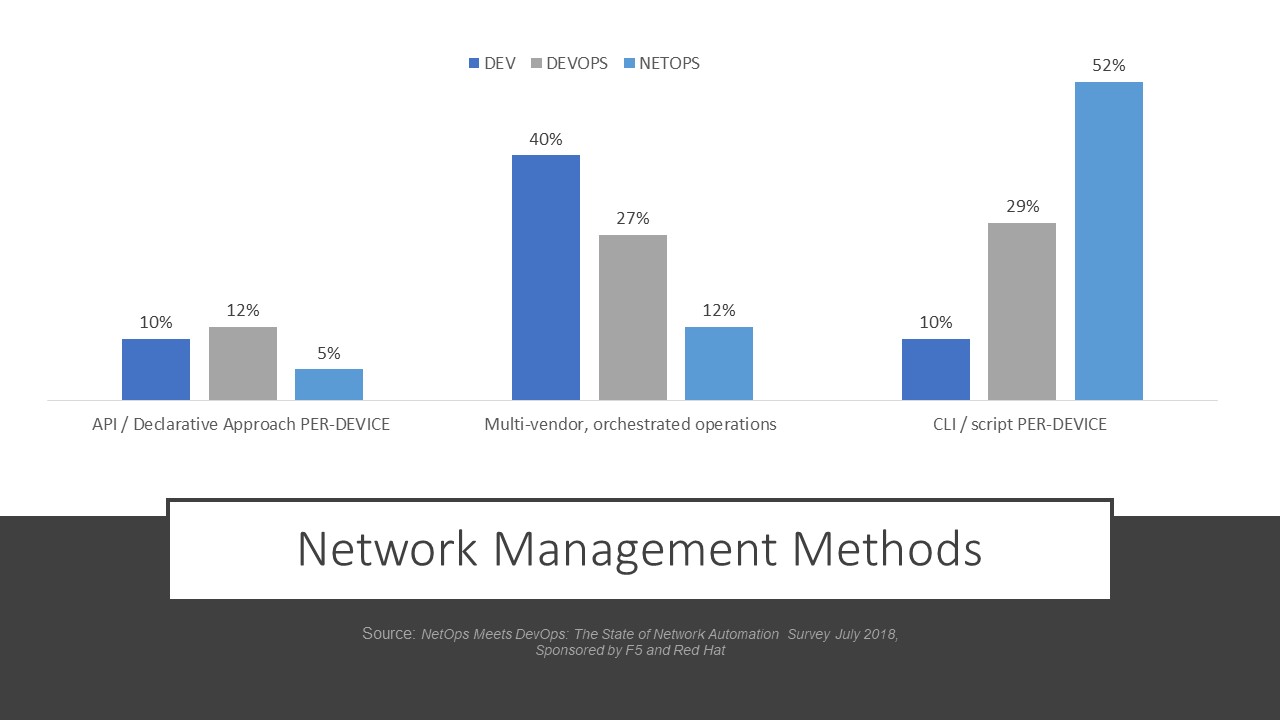 DEV DEVOPS NETOPS
52%
40%
27%
29%
10%
12%
5%
12%
10%
API / Declarative Approach PER-DEVICE
Multi-vendor, orchestrated operations
CLI / script PER-DEVICE
Network Management Methods
Source: NetOps Meets DevOps: The State of Network Automation Survey July 2018,
Sponsored by F5 and Red Hat